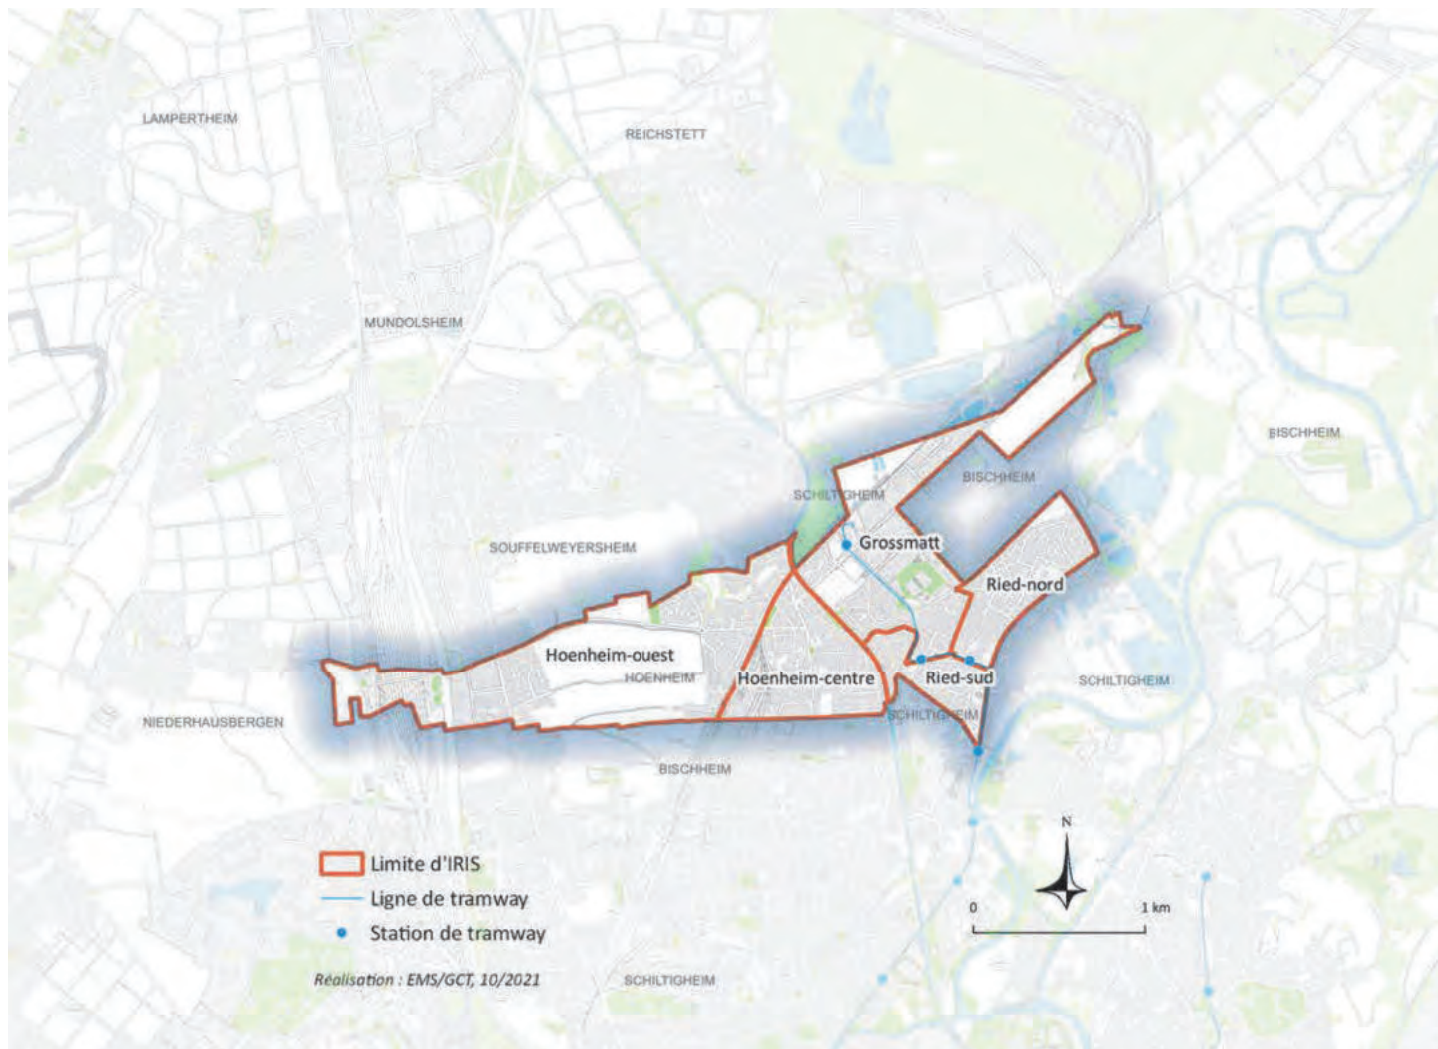 LAMPERTHEIM
REICHSTETT
MUNDOLSHEIM
BISCHHEIM
BISCHHEIM
SCHILTIGHEIM
SOUFFELWEYERSHEIM
Grossmatt
Ried-nord
Hoenheim-ouest
HOENHEIM
Hoenheim-centre
Ried-sud
SCHILTIGHEIM
NIEDERHAUSBERGEN
SCHILTIGHEIM
BISCHHEIM
N
Limite d'IRIS
Ligne de tramway
0 1 km
Station de tramway
Réalisation : EMS/GCT, 10/2021
SCHILTIGHEIM